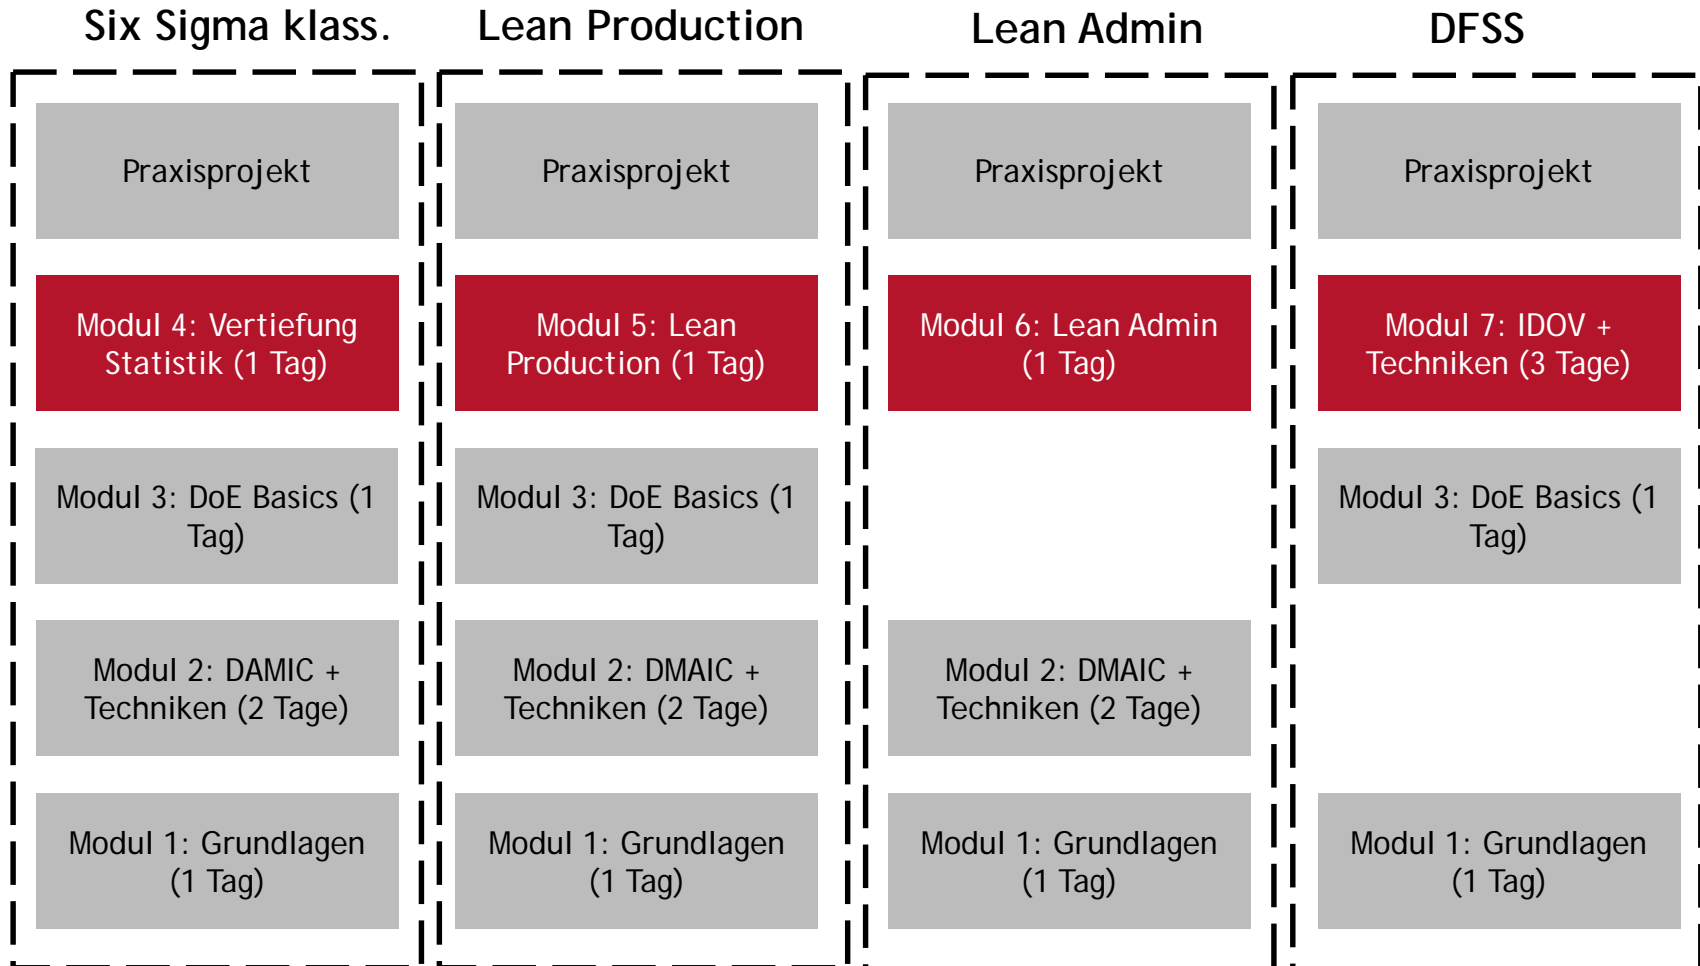 Six Sigma klass.
Lean Production
Lean Admin
DFSS
Praxisprojekt
Praxisprojekt
Praxisprojekt
Praxisprojekt
Modul 4: Vertiefung
Statistik (1 Tag)
Modul 5: Lean
Production (1 Tag)
Modul 6: Lean Admin
(1 Tag)
Modul 7: IDOV +
Techniken (3 Tage)
Modul 3: DoE Basics (1
Tag)
Modul 3: DoE Basics (1
Tag)
Modul 3: DoE Basics (1
Tag)
Modul 2: DAMIC +
Techniken (2 Tage)
Modul 2: DMAIC +
Techniken (2 Tage)
Modul 2: DMAIC +
Techniken (2 Tage)
Modul 1: Grundlagen
(1 Tag)
Modul 1: Grundlagen
(1 Tag)
Modul 1: Grundlagen
(1 Tag)
Modul 1: Grundlagen
(1 Tag)